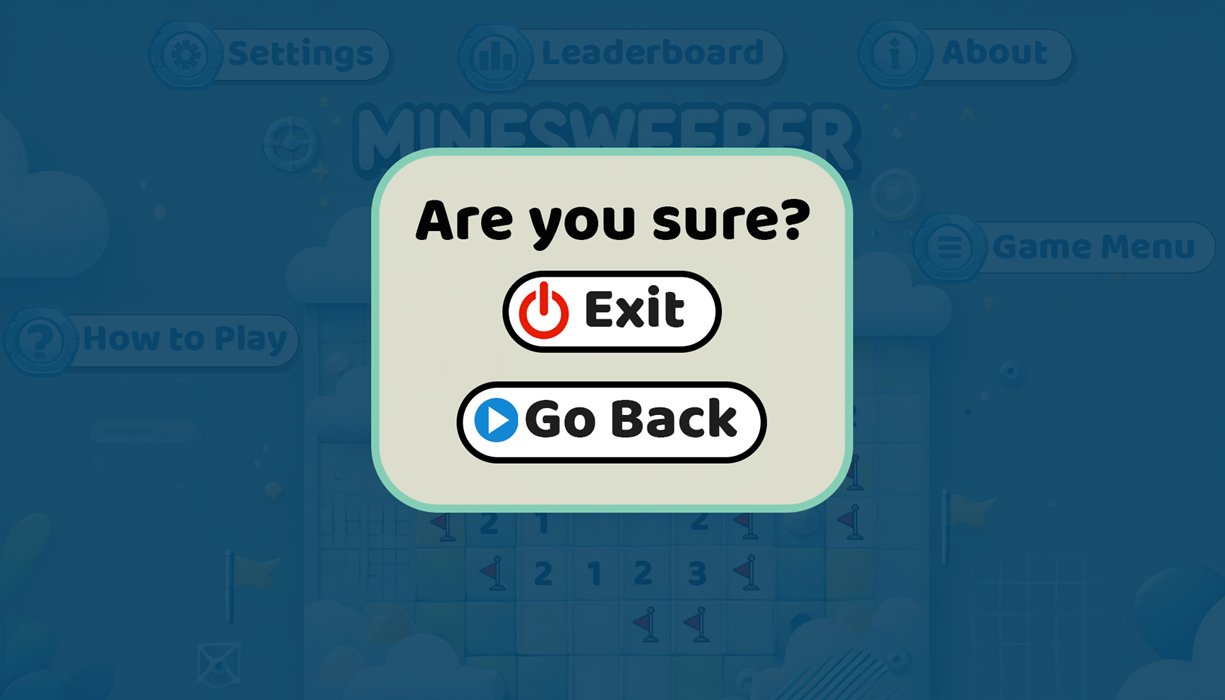 Settings
Leaderboard
About
MINESWEEPER
Are you sure?
Game Menu
Exit
How to Play
Go Back
2 1 2
2 1 2 3